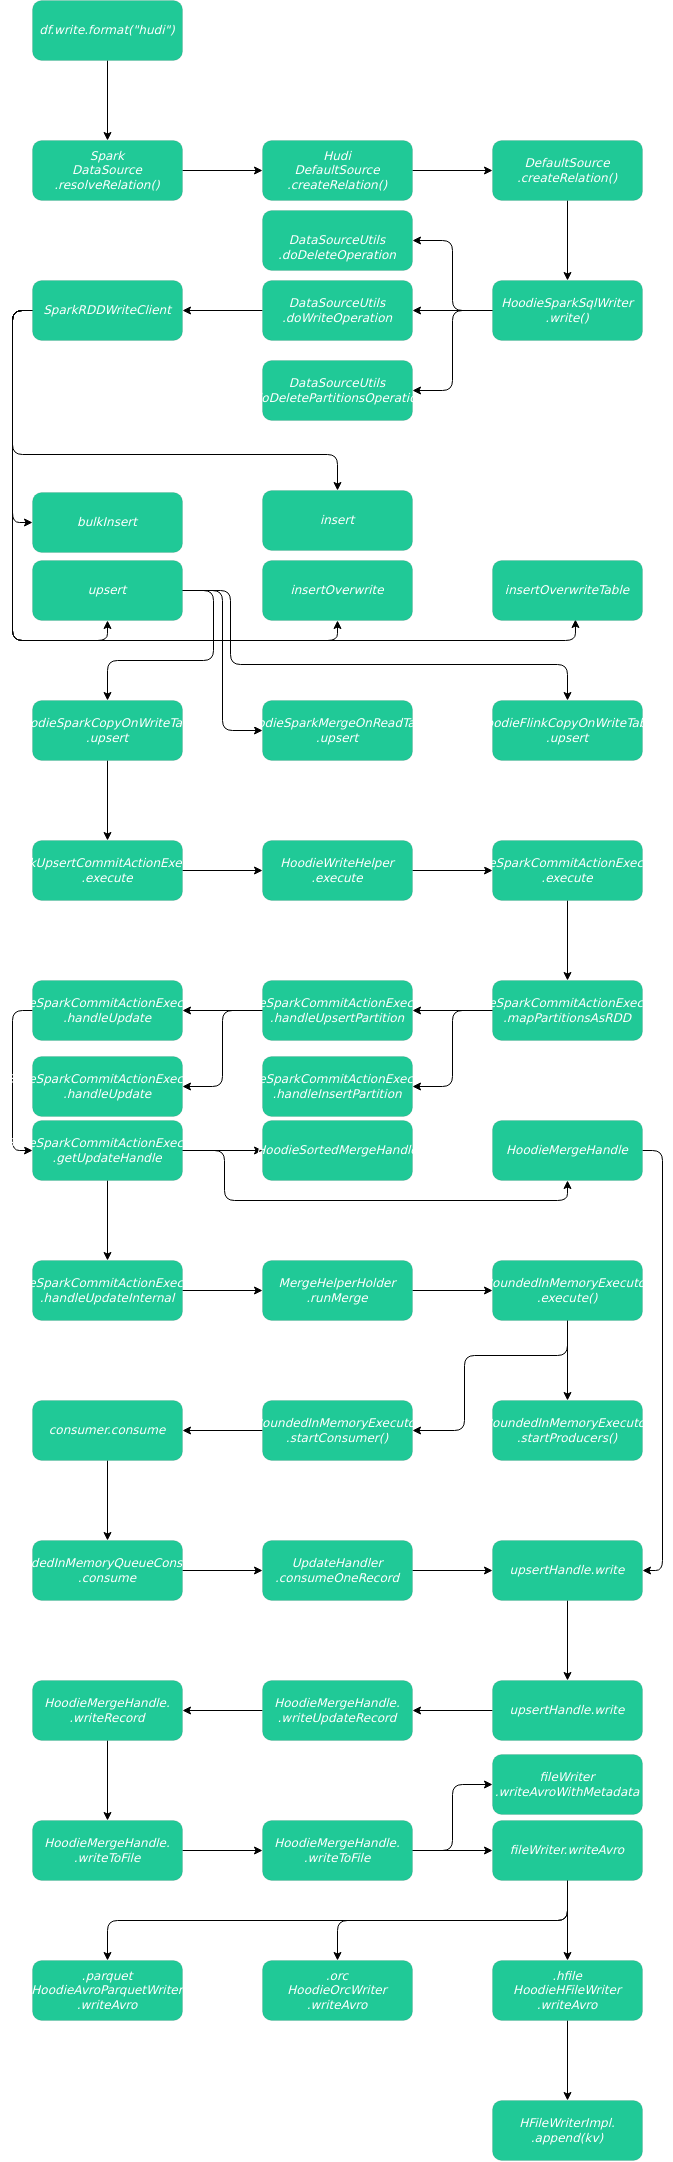 df.write.format("hudi")
Spark
DataSource
.resolveRelation()
Hudi
DefaultSource
.createRelation()
DefaultSource
.createRelation()
DataSourceUtils
.doDeleteOperation
SparkRDDWriteClient
DataSourceUtils
.doWriteOperation
HoodieSparkSqlWriter
.write()
DataSourceUtils
oDeletePartitionsOperatio
bulkInsert
insert
upsert
insertOverwrite
insertOverwriteTable
odieSparkCopyOnWriteTa
.upsert
odieSparkMergeOnReadTa
.upsert
oodieFlinkCopyOnWriteTab
.upsert
kUpsertCommitActionExe
.execute
HoodieWriteHelper
.execute
eSparkCommitActionExec
.execute
eSparkCommitActionExec
.handleUpdate
eSparkCommitActionExec
.handleUpsertPartition
eSparkCommitActionExec
.mapPartitionsAsRDD
eSparkCommitActionExec
.handleUpdate
eSparkCommitActionExec
.handleInsertPartition
eSparkCommitActionExec
.getUpdateHandle
HoodieSortedMergeHandle
HoodieMergeHandle
eSparkCommitActionExec
.handleUpdateInternal
MergeHelperHolder
.runMerge
oundedInMemoryExecuto
.execute()
consumer.consume
oundedInMemoryExecuto
.startConsumer()
oundedInMemoryExecuto
.startProducers()
dedInMemoryQueueCons
.consume
UpdateHandler
.consumeOneRecord
upsertHandle.write
HoodieMergeHandle.
.writeRecord
HoodieMergeHandle.
.writeUpdateRecord
upsertHandle.write
fileWriter
.writeAvroWithMetadata
HoodieMergeHandle.
.writeToFile
HoodieMergeHandle.
.writeToFile
fileWriter.writeAvro
.parquet
HoodieAvroParquetWriter
.writeAvro
.orc
HoodieOrcWriter
.writeAvro
.hfile
HoodieHFileWriter
.writeAvro
HFileWriterImpl.
.append(kv)